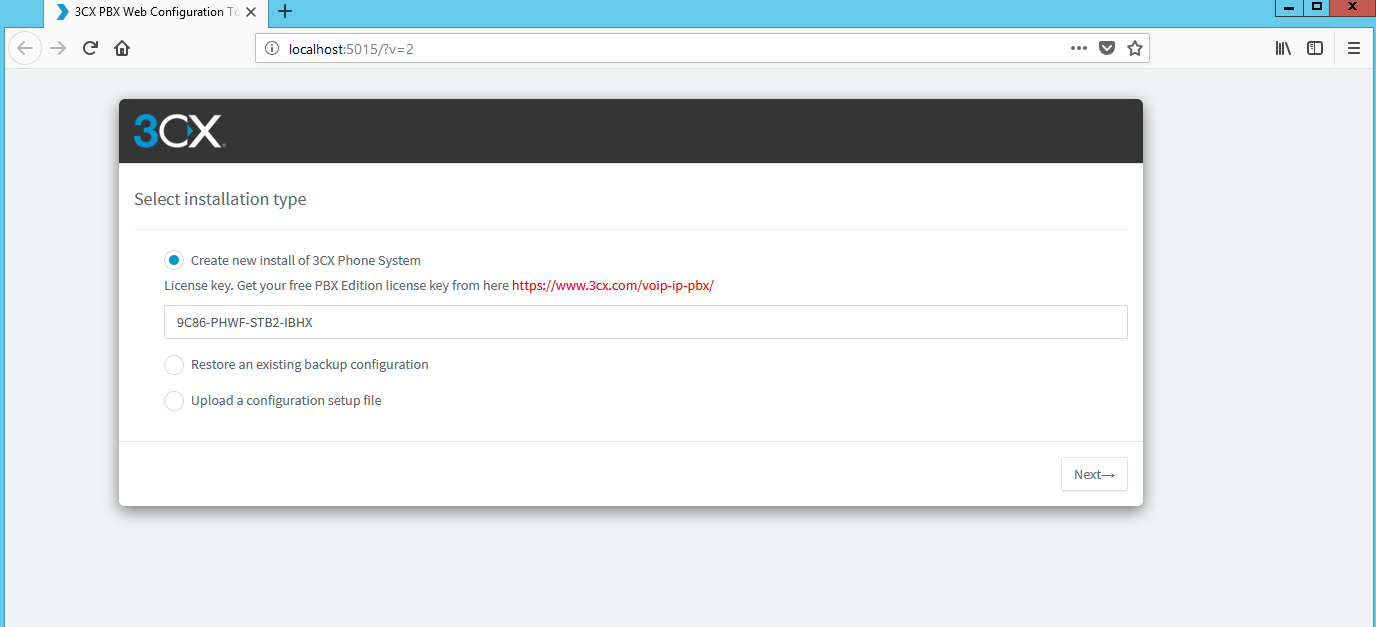 3CX PBX Web Configuration To
localhost:5015/?v=2
3CX
Select installation type
Create new install of 3CX Phone System
License key. Get your free PBX Edition license key from here https://www.3cx.com/voip-ip-pbx/
9C86-PHWF-STB2-IBHX
Restore an existing backup configuration
Upload a configuration setup file
Next→